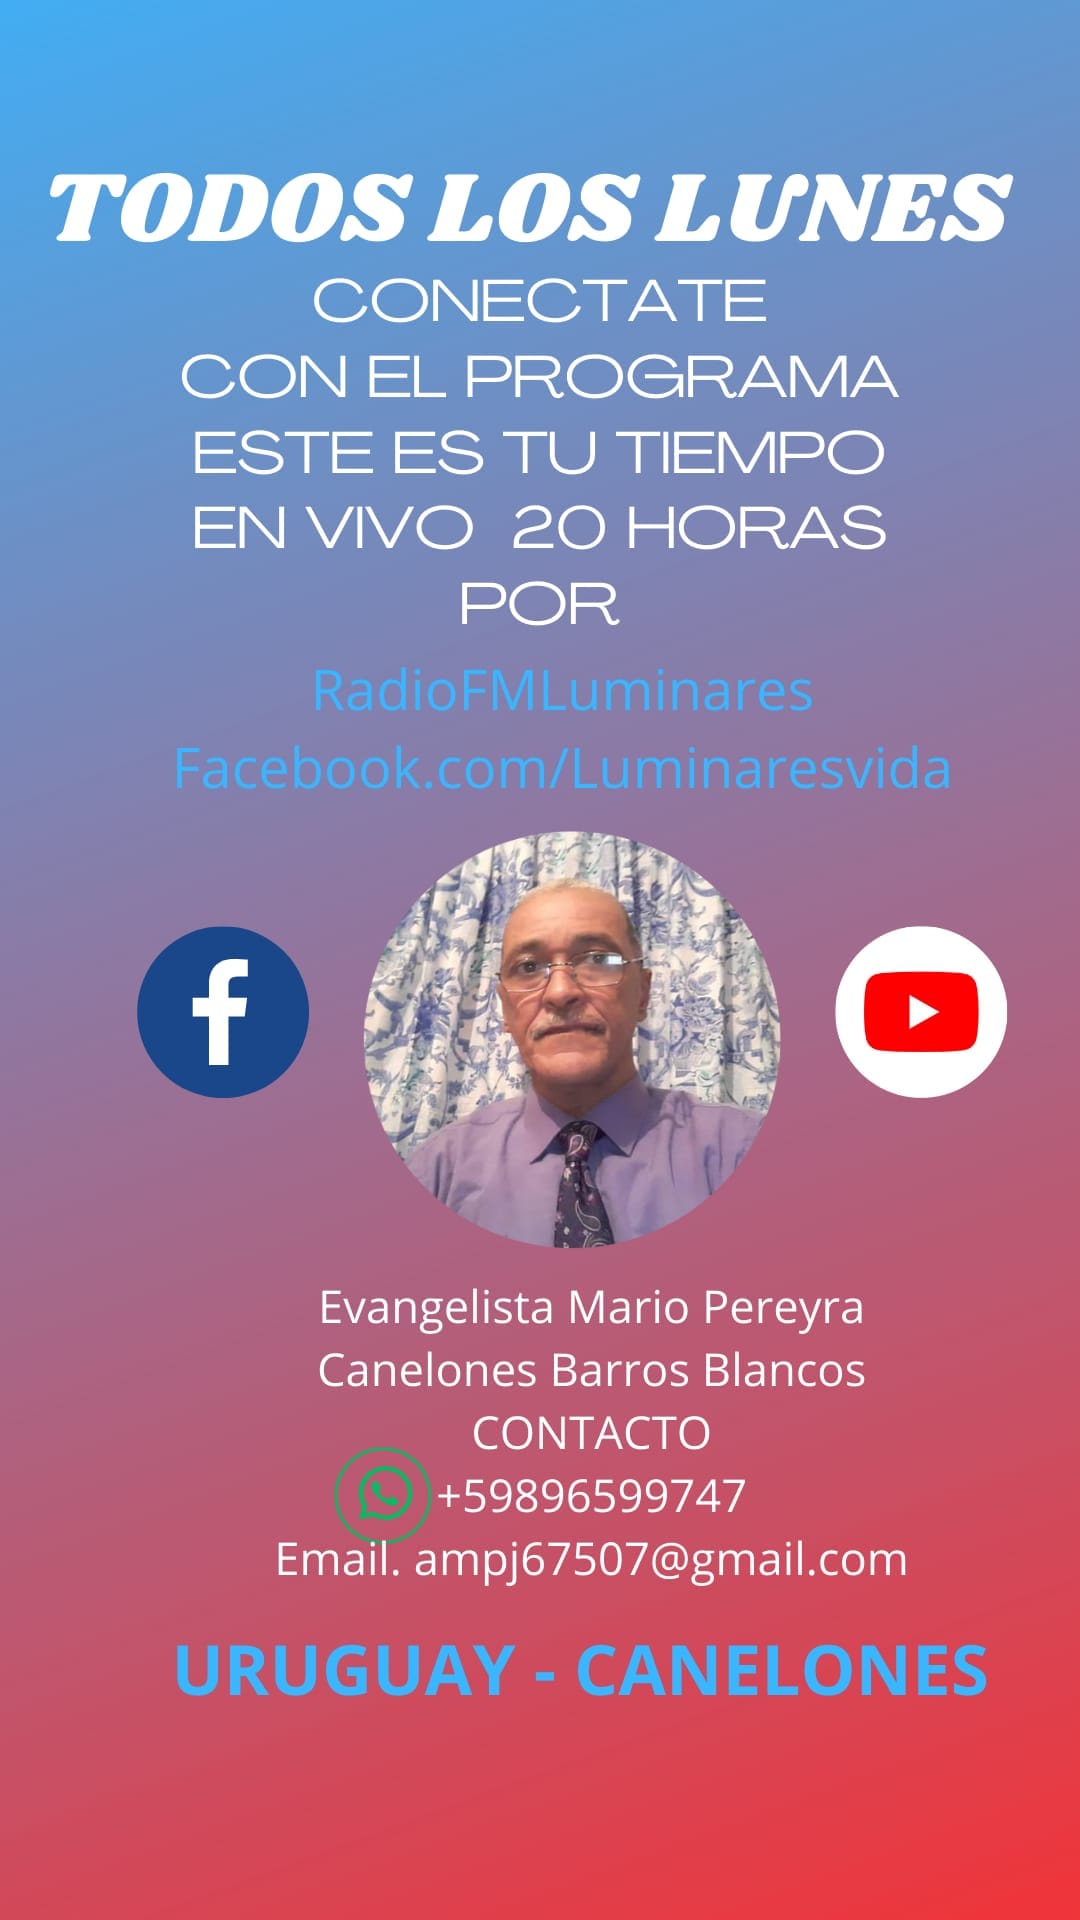 TODOS LOS LUNES
CONECTATE
CON EL PROGRAMA
ESTE ES TU TIEMPO
EN VIVO 20 HORAS
POR
RadioFMLuminares
Facebook.com/Luminaresvida
Evangelista Mario Pereyra
Canelones Barros Blancos
CONTACTO
+59896599747
Email. ampj67507@gmail.com
URUGUAY - CANELONES